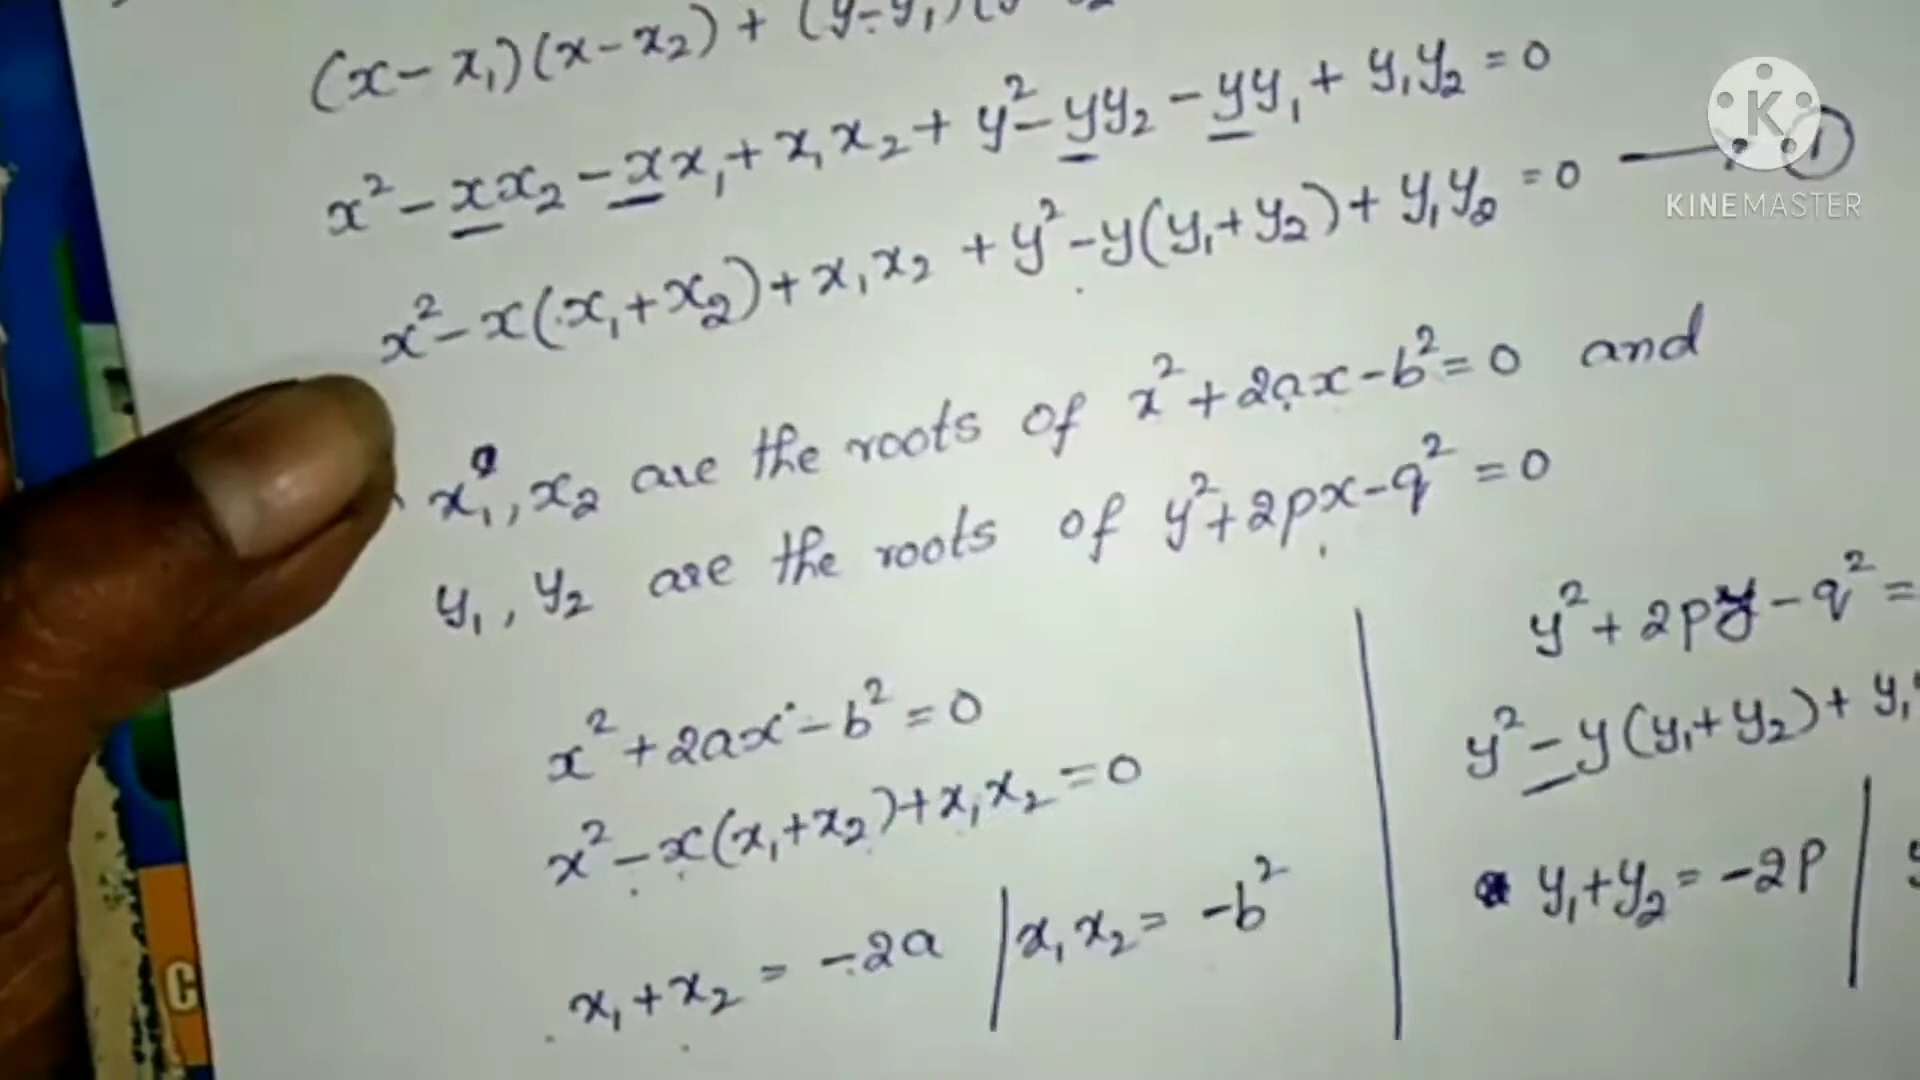 (x-x₁)(x-x₂) + (y-y₁)(y
x² - xx₂ - xx₁ + x₁x₂ + y² - yy₂ - yy₁ + y₁y₂ = 0
x² - x(x₁+x₂) + x₁x₂ + y² - y(y₁+y₂) + y₁y₂ = 0 → ①
x₁, x₂ are the roots of x² + 2ax - b² = 0 and
y₁, y₂ are the roots of y² + 2px - q² = 0
x² + 2ax - b² = 0
x² - x(x₁+x₂) + x₁x₂ = 0
x₁+x₂ = -2a | x₁x₂ = -b²
y² + 2py - q² =
y² - y(y₁+y₂) + y₁
y₁+y₂ = -2p |
K
KINEMASTER
C